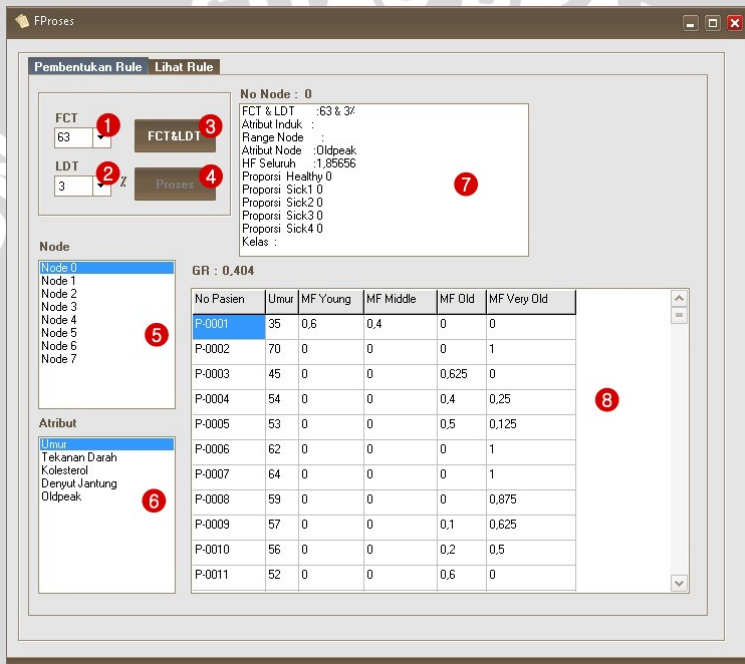 FProses
Pembentukan Rule Lihat Rule
FCT
63
1
FCT&LDT
3
LDT
3
2
%
Proses
4
No Node : 0
FCT & LDT :63 & 3%
Atribut Induk :
Range Node :
Atribut Node :Oldpeak
HF Seluruh :1,85656
Proporsi Healthy 0
Proporsi Sick1 0
Proporsi Sick2 0
Proporsi Sick3 0
Proporsi Sick4 0
Kelas :
7
Node
Node 0
Node 1
Node 2
Node 3
Node 4
Node 5
Node 6
Node 7
5
Atribut
Umur
Tekanan Darah
Kolesterol
Denyut Jantung
Oldpeak
6
GR : 0,404
No Pasien Umur MF Young MF Middle MF Old MF Very Old
P-0001 35 0,6 0,4 0 0
P-0002 70 0 0 0 1
P-0003 45 0 0 0,625 0
P-0004 54 0 0 0,4 0,25
P-0005 53 0 0 0,5 0,125
P-0006 62 0 0 0 1
P-0007 64 0 0 0 1
P-0008 59 0 0 0 0,875
P-0009 57 0 0 0,1 0,625
P-0010 56 0 0 0,2 0,5
P-0011 52 0 0 0,6 0
8